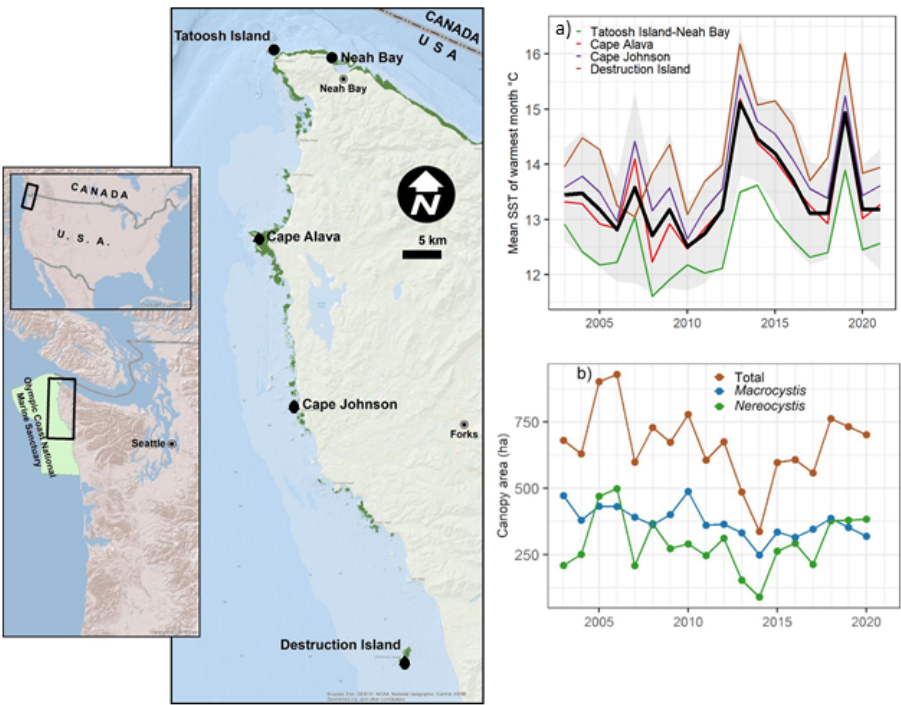 CANADA
U S A
Tatoosh Island
Neah Bay
Neah Bay
Cape Alava
N
5 km
Cape Johnson
Forks
Destruction Island
CANADA
U. S. A.
Olympic Coast National
Marine Sanctuary
Seattle
a)
Tatoosh Island-Neah Bay
Cape Alava
Cape Johnson
Destruction Island
Mean SST of warmest month °C
16
15
14
13
12
2005
2010
2015
2020
b)
Total
Macrocystis
Nereocystis
Canopy area (ha)
750
500
250
2005
2010
2015
2020